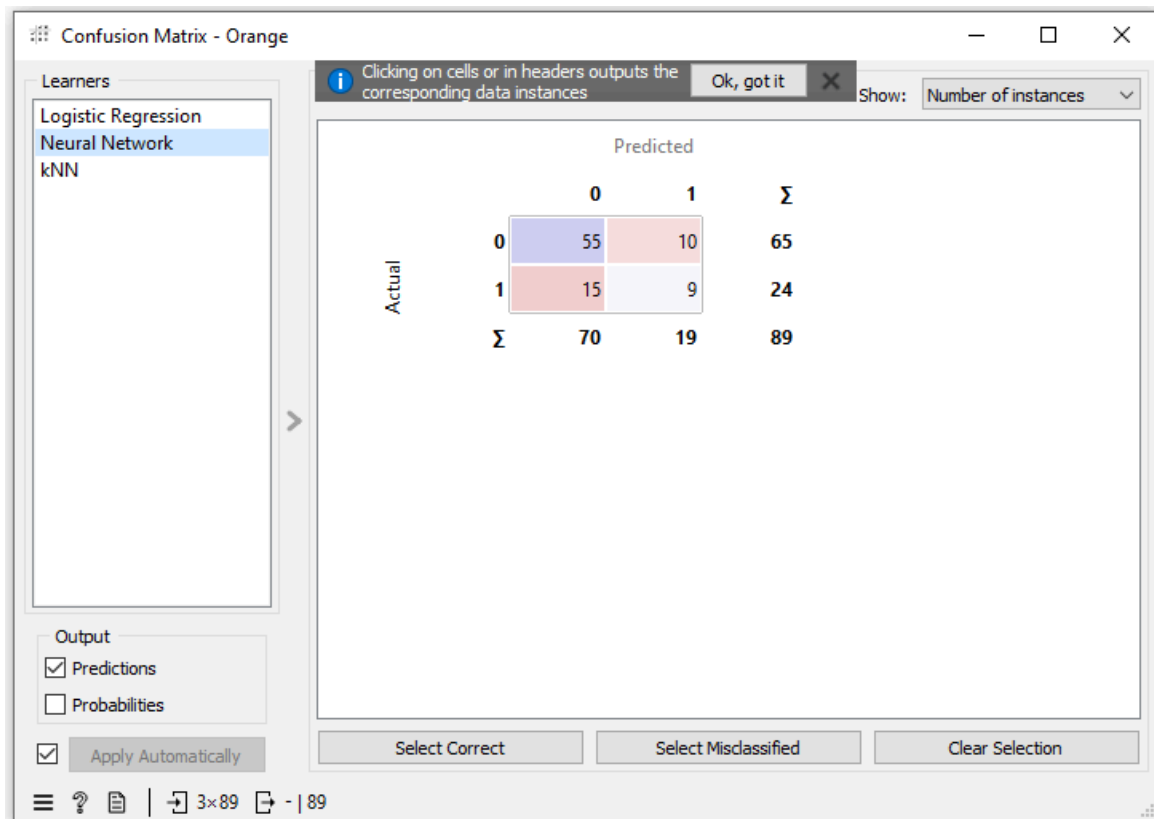 Confusion Matrix - Orange
Learners
Logistic Regression
Neural Network
kNN
Clicking on cells or in headers outputs the
corresponding data instances
Ok, got it
Show: Number of instances
Predicted
0 1 Σ
Actual
0 55 10 65
1 15 9 24
Σ 70 19 89
Output
Predictions
Probabilities
Apply Automatically
Select Correct
Select Misclassified
Clear Selection
3×89 - | 89